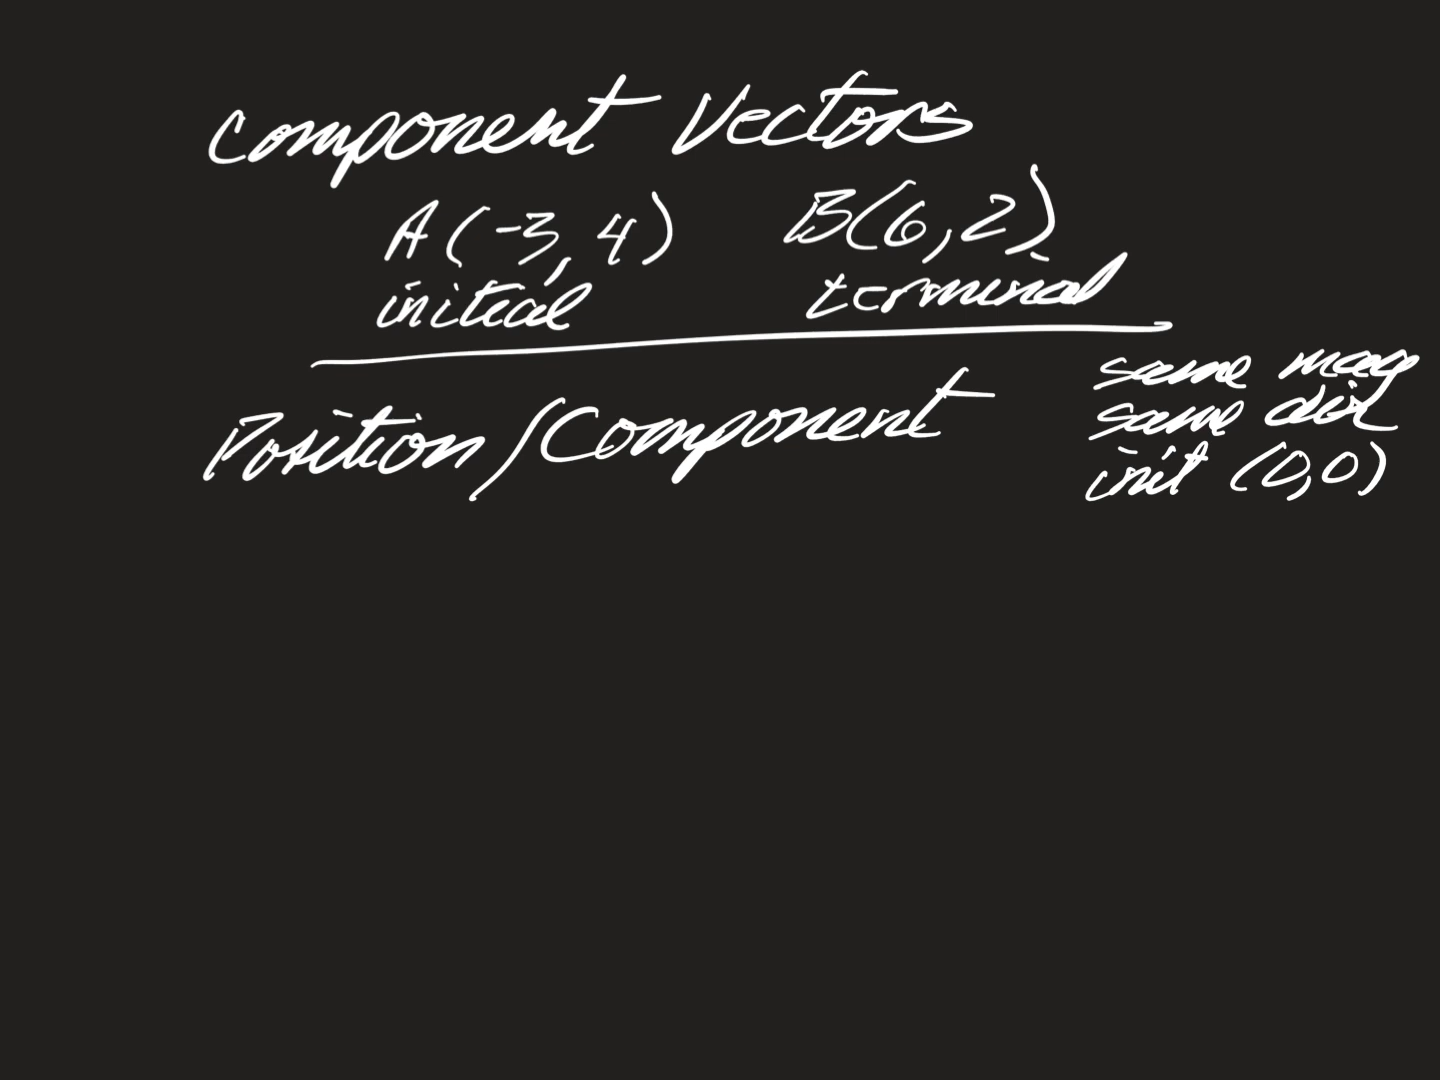 Component Vectors
A(-3, 4) B(6, 2)
initial terminal
Position/Component
same mag
same dir
init (0,0)